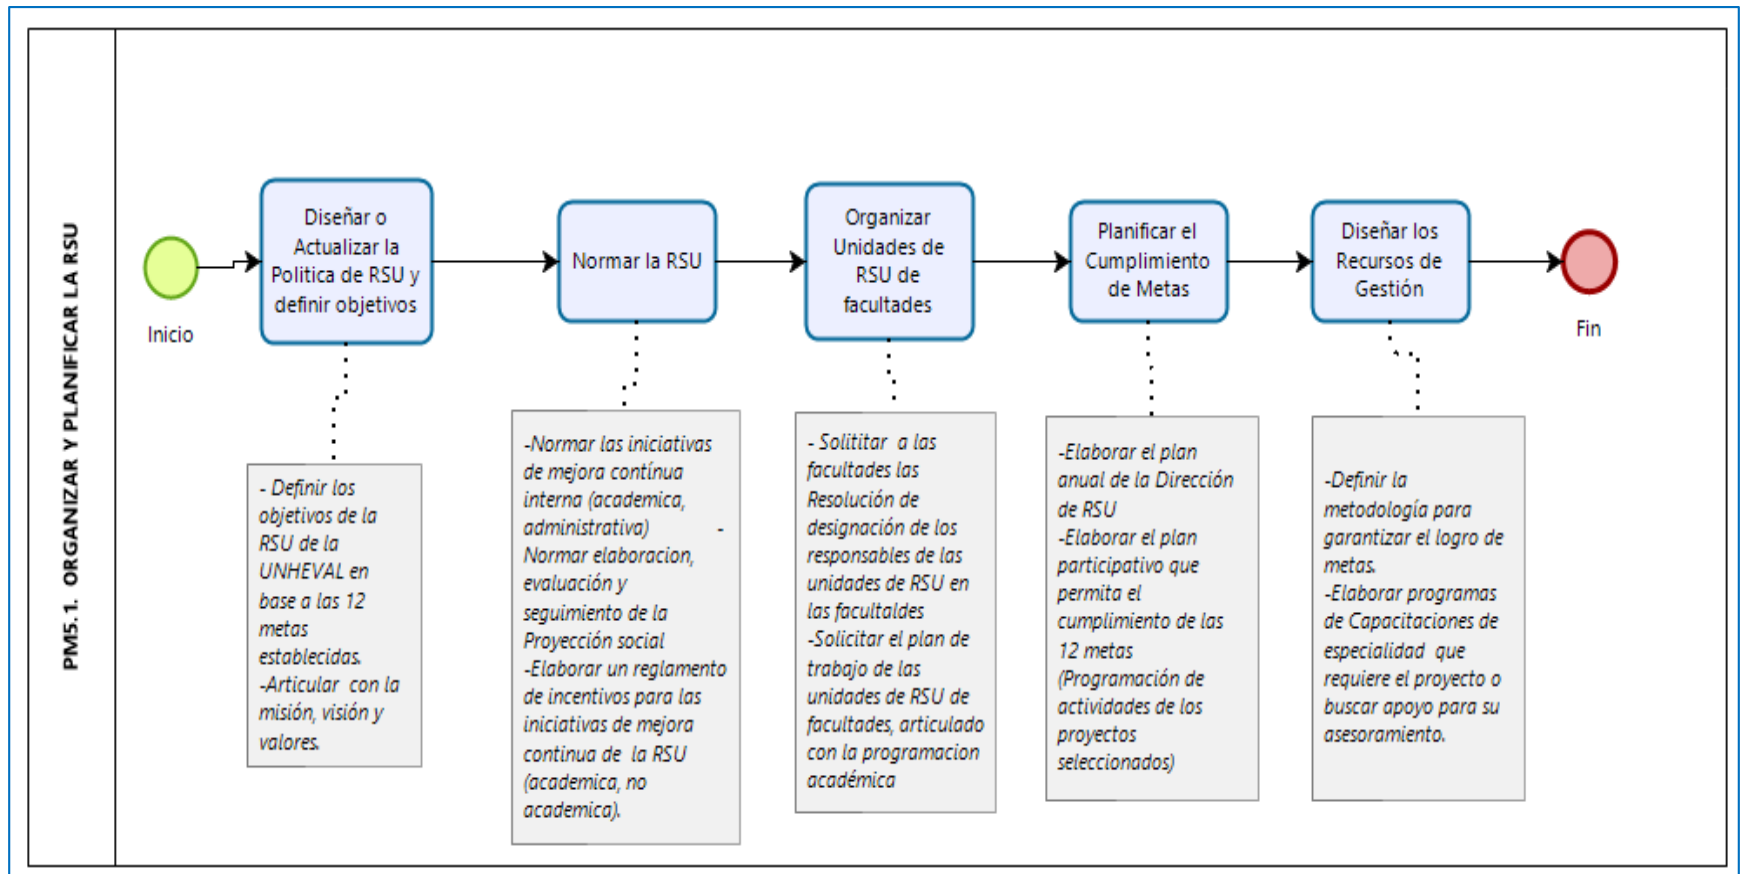 PM5. 1. ORGANIZAR Y PLANIFICAR LA RSU
Inicio
Diseñar o
Actualizar la
Politica de RSU y
definir objetivos
Normar la RSU
Organizar
Unidades de
RSU de
facultades
Planificar el
Cumplimiento
de Metas
Diseñar los
Recursos de
Gestión
Fin
- Definir los
objetivos de la
RSU de la
UNHEVAL en
base a las 12
metas
establecidas.
-Articular con la
misión, visión y
valores.
-Normar las iniciativas
de mejora contínua
interna (academica,
administrativa) -
Normar elaboracion,
evaluación y
seguimiento de la
Proyección social
-Elaborar un reglamento
de incentivos para las
iniciativas de mejora
continua de la RSU
(academica, no
academica).
- Solititar a las
facultades las
Resolución de
designación de los
responsables de las
unidades de RSU en
las facultaldes
-Solicitar el plan de
trabajo de las
unidades de RSU de
facultades, articulado
con la programacion
académica
-Elaborar el plan
anual de la Dirección
de RSU
-Elaborar el plan
participativo que
permita el
cumplimiento de las
12 metas
(Programación de
actividades de los
proyectos
seleccionados)
-Definir la
metodología para
garantizar el logro de
metas.
-Elaborar programas
de Capacitaciones de
especialidad que
requiere el proyecto o
buscar apoyo para su
asesoramiento.